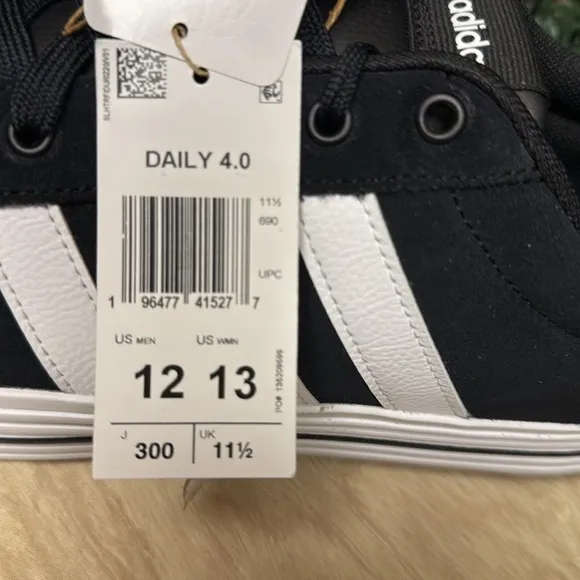 adidas
DAILY 4.0
11½
690
UPC
1 96477 41527 7
US MEN US WMN
12 13
PO# 135209699
J UK
300 11½